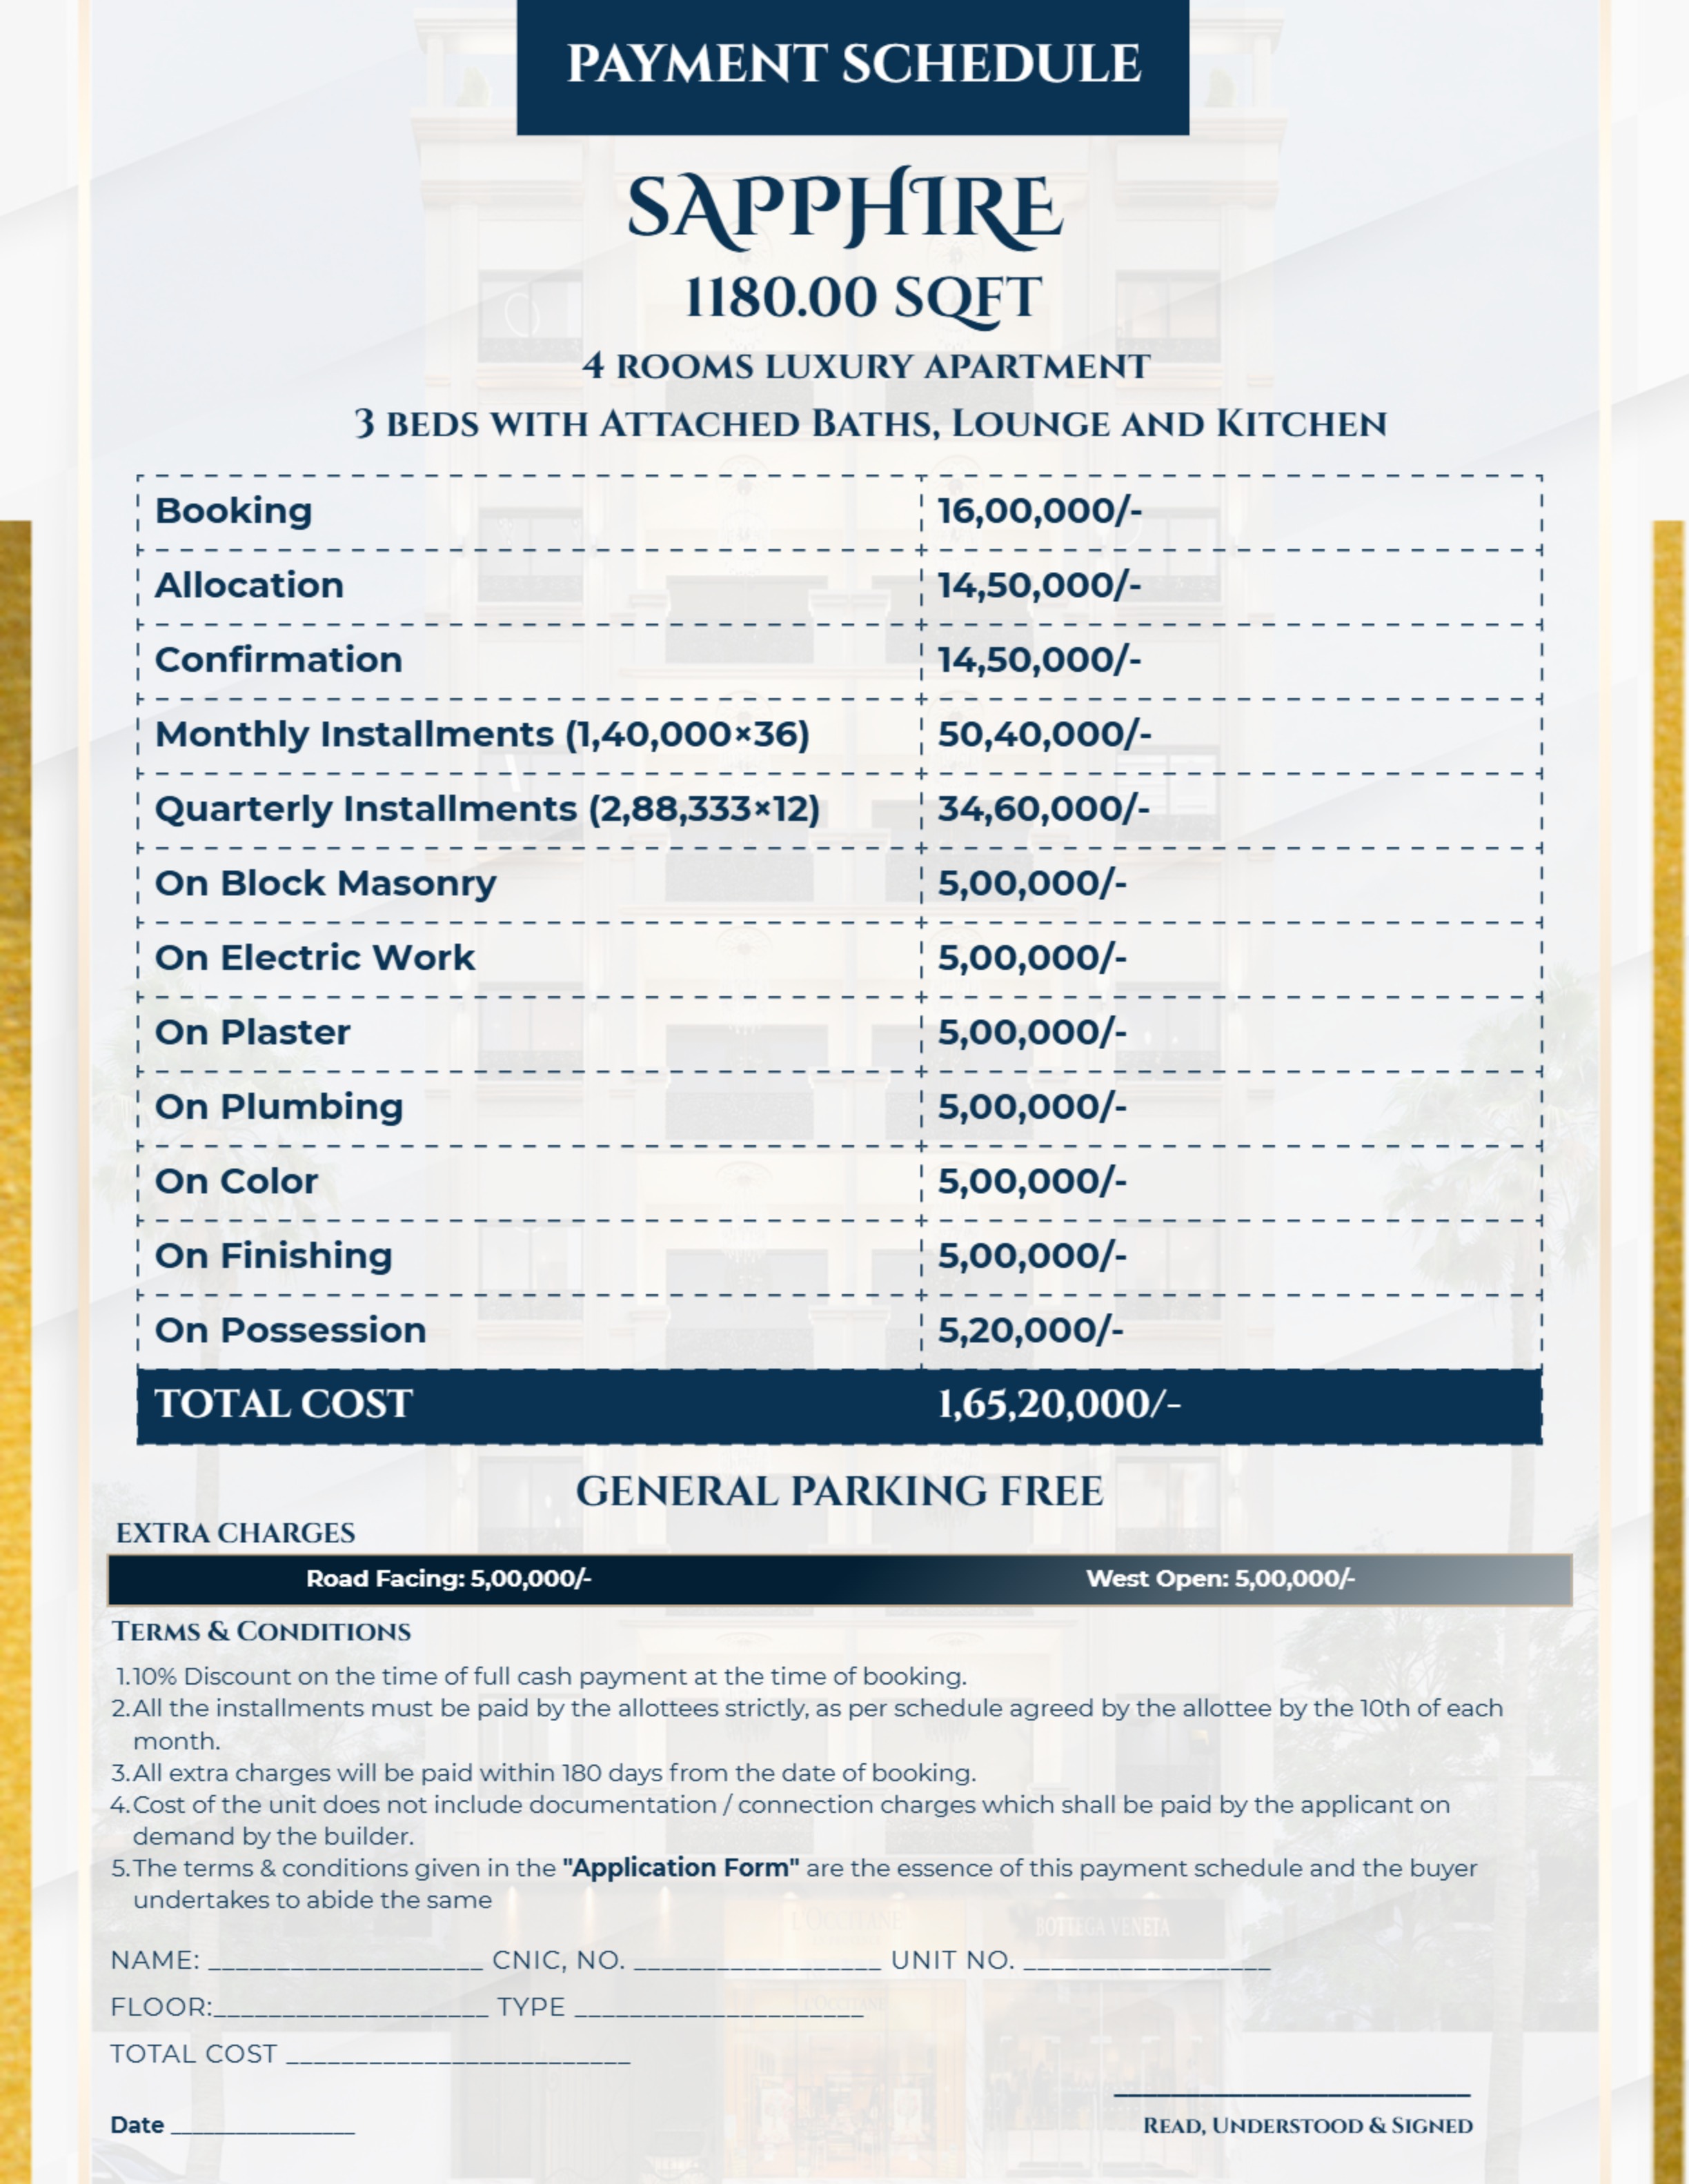 PAYMENT SCHEDULE
SAPPHIRE
1180.00 SQFT
4 ROOMS LUXURY APARTMENT
3 BEDS WITH ATTACHED BATHS, LOUNGE AND KITCHEN
Booking 16,00,000/-
Allocation 14,50,000/-
Confirmation 14,50,000/-
Monthly Installments (1,40,000×36) 50,40,000/-
Quarterly Installments (2,88,333×12) 34,60,000/-
On Block Masonry 5,00,000/-
On Electric Work 5,00,000/-
On Plaster 5,00,000/-
On Plumbing 5,00,000/-
On Color 5,00,000/-
On Finishing 5,00,000/-
On Possession 5,20,000/-
TOTAL COST 1,65,20,000/-
GENERAL PARKING FREE
EXTRA CHARGES
Road Facing: 5,00,000/- West Open: 5,00,000/-
TERMS & CONDITIONS
1.10% Discount on the time of full cash payment at the time of booking.
2.All the installments must be paid by the allottees strictly, as per schedule agreed by the allottee by the 10th of each
month.
3.All extra charges will be paid within 180 days from the date of booking.
4.Cost of the unit does not include documentation / connection charges which shall be paid by the applicant on
demand by the builder.
5.The terms & conditions given in the "Application Form" are the essence of this payment schedule and the buyer
undertakes to abide the same
L'OCCITANE BOTTEGA VENETA
NAME: ____________________ CNIC, NO. __________________ UNIT NO. __________________
FLOOR:____________________ TYPE _____________________
L'OCCITANE
TOTAL COST _________________________
Date ________________
READ, UNDERSTOOD & SIGNED